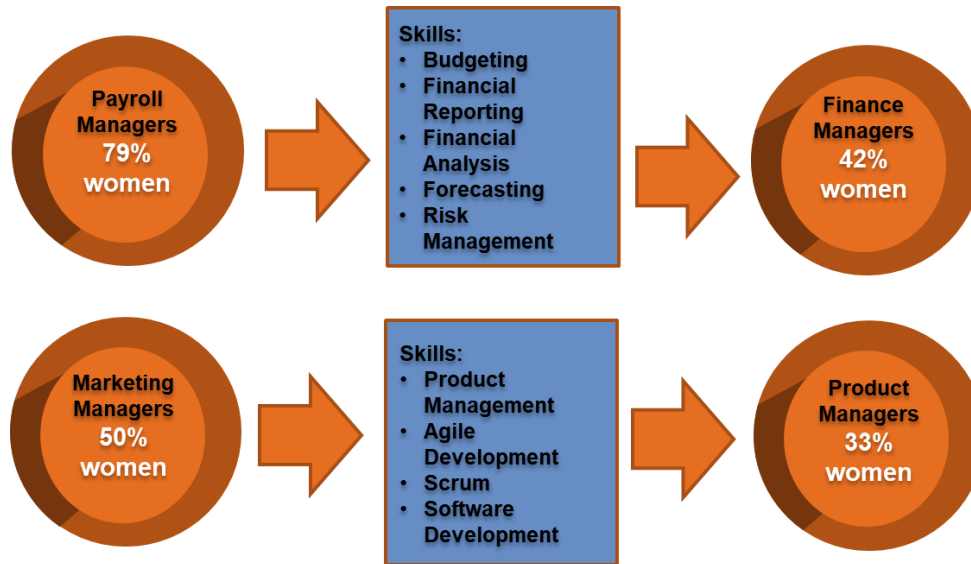 Payroll
Managers
79%
women
Skills:
• Budgeting
• Financial
Reporting
• Financial
Analysis
• Forecasting
• Risk
Management
Finance
Managers
42%
women
Marketing
Managers
50%
women
Skills:
• Product
Management
• Agile
Development
• Scrum
• Software
Development
Product
Managers
33%
women